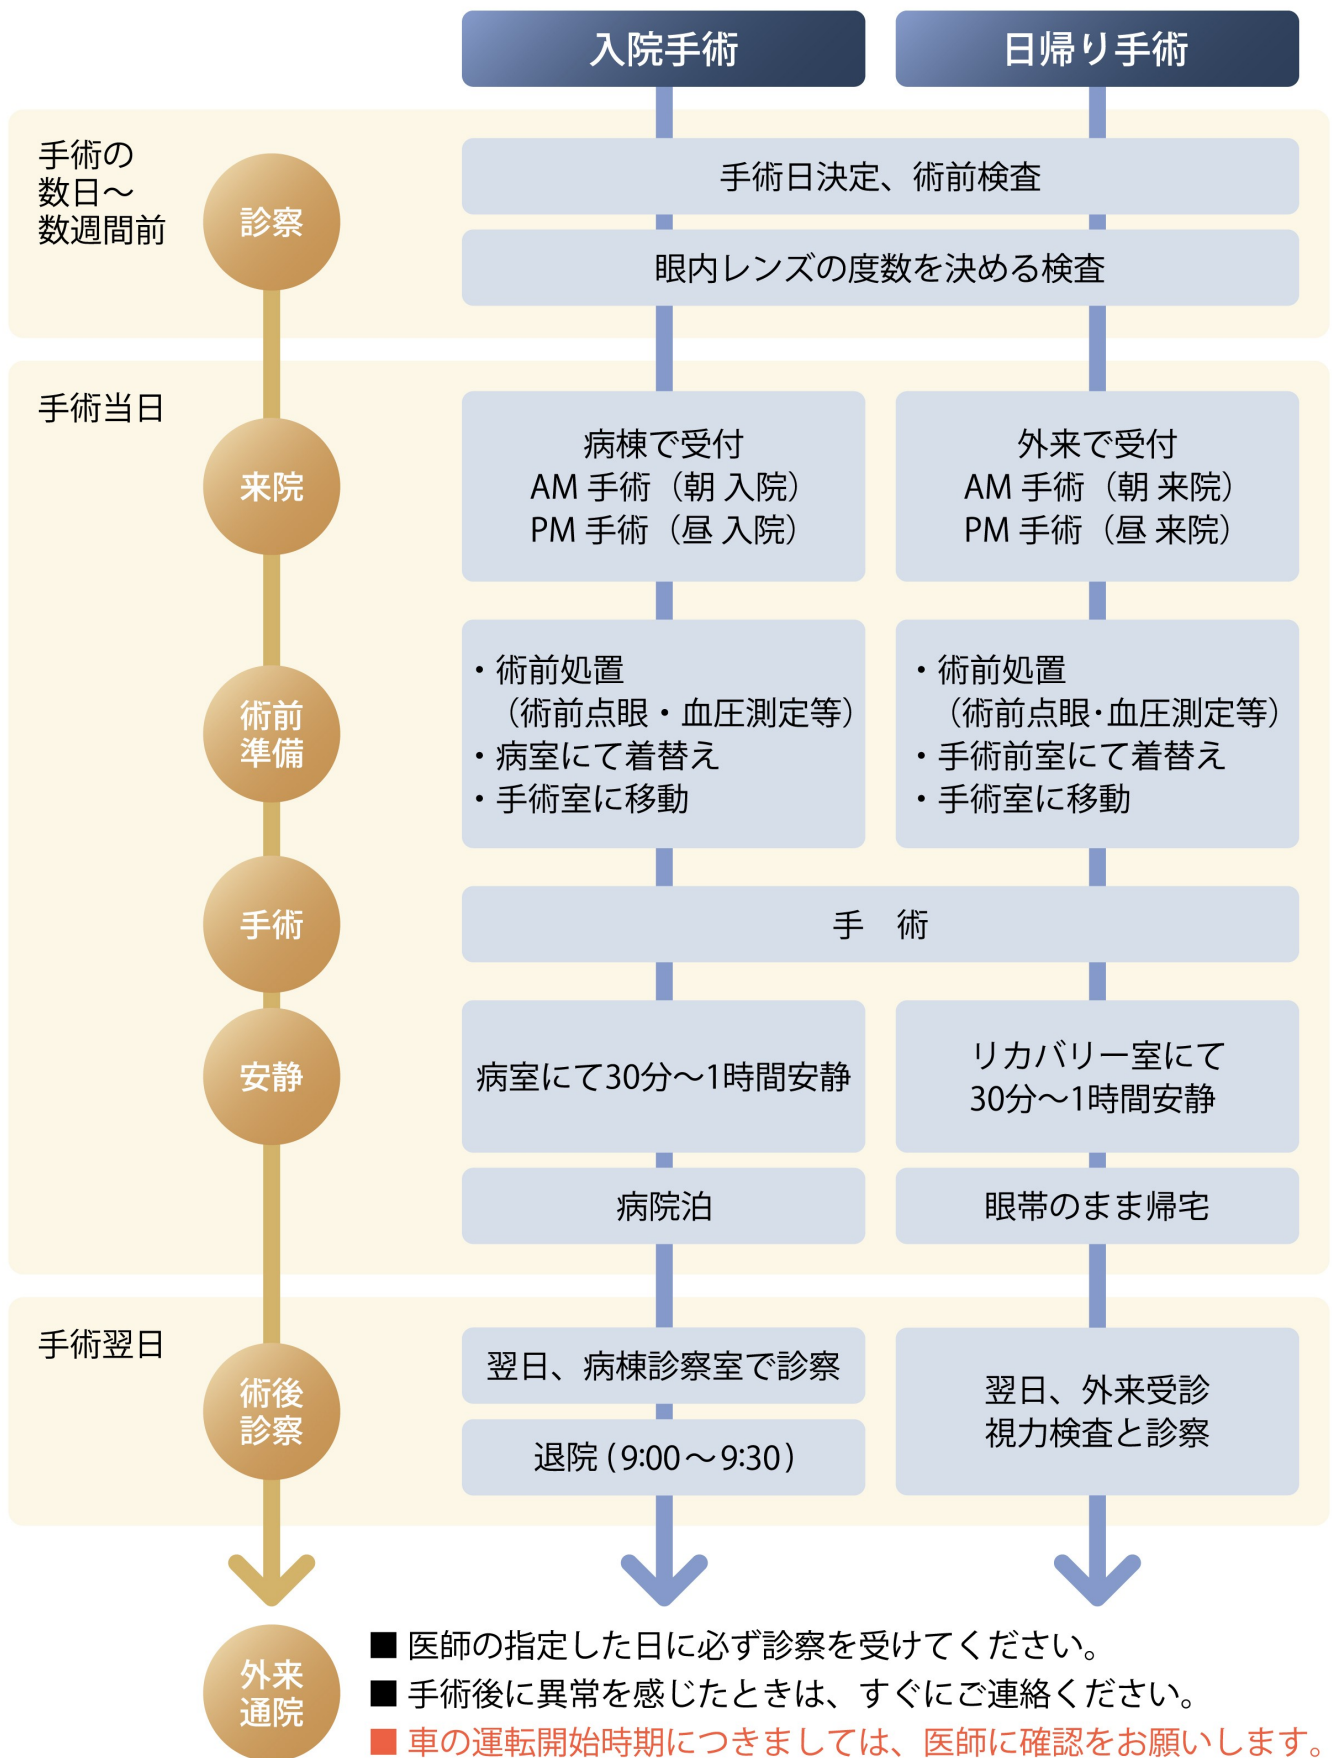 入院手術
日帰り手術
手術の
数日～
数週間前
診察
手術日決定、術前検査
眼内レンズの度数を決める検査
手術当日
来院
病棟で受付
AM 手術（朝 入院）
PM 手術（昼 入院）
外来で受付
AM 手術（朝 来院）
PM 手術（昼 来院）
術前
準備
・術前処置
（術前点眼・血圧測定等）
・病室にて着替え
・手術室に移動
・術前処置
（術前点眼･血圧測定等）
・手術前室にて着替え
・手術室に移動
手術
手　術
安静
病室にて30分～1時間安静
リカバリー室にて
30分～1時間安静
病院泊
眼帯のまま帰宅
手術翌日
術後
診察
翌日、病棟診察室で診察
退院 ( 9:00～9:30 )
翌日、外来受診
視力検査と診察
外来
通院
■ 医師の指定した日に必ず診察を受けてください。
■ 手術後に異常を感じたときは、すぐにご連絡ください。
■ 車の運転開始時期につきましては、医師に確認をお願いします。